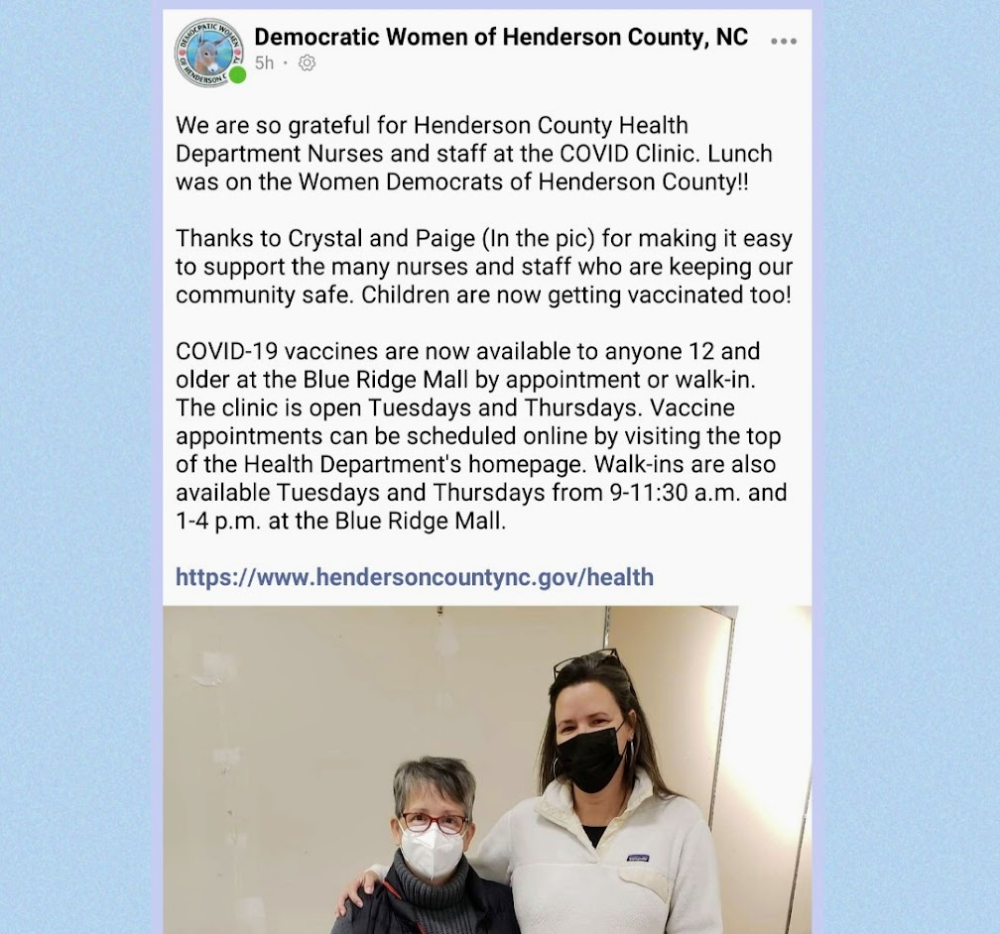 DEMOCRATIC WOMEN
OF HENDERSON C
Democratic Women of Henderson County, NC
5h ·
We are so grateful for Henderson County Health
Department Nurses and staff at the COVID Clinic. Lunch
was on the Women Democrats of Henderson County!!
Thanks to Crystal and Paige (In the pic) for making it easy
to support the many nurses and staff who are keeping our
community safe. Children are now getting vaccinated too!
COVID-19 vaccines are now available to anyone 12 and
older at the Blue Ridge Mall by appointment or walk-in.
The clinic is open Tuesdays and Thursdays. Vaccine
appointments can be scheduled online by visiting the top
of the Health Department's homepage. Walk-ins are also
available Tuesdays and Thursdays from 9-11:30 a.m. and
1-4 p.m. at the Blue Ridge Mall.
https://www.hendersoncountync.gov/health
patagonia